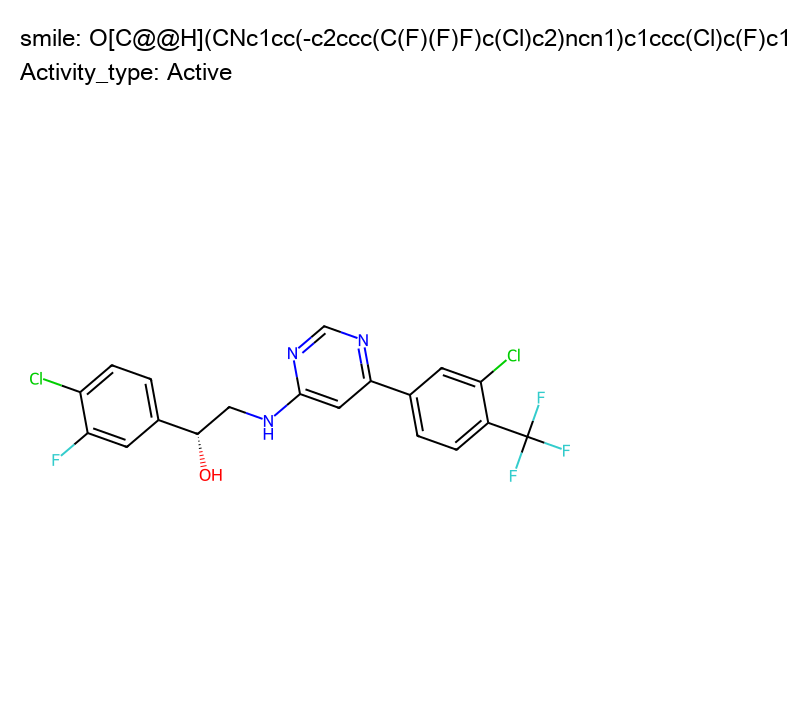 smile: O[C@@H](CNc1cc(-c2ccc(C(F)(F)F)c(Cl)c2)ncn1)c1ccc(Cl)c(F)c1
Activity_type: Active
N
N
Cl
Cl
F
F
N
H
F
F
OH
F